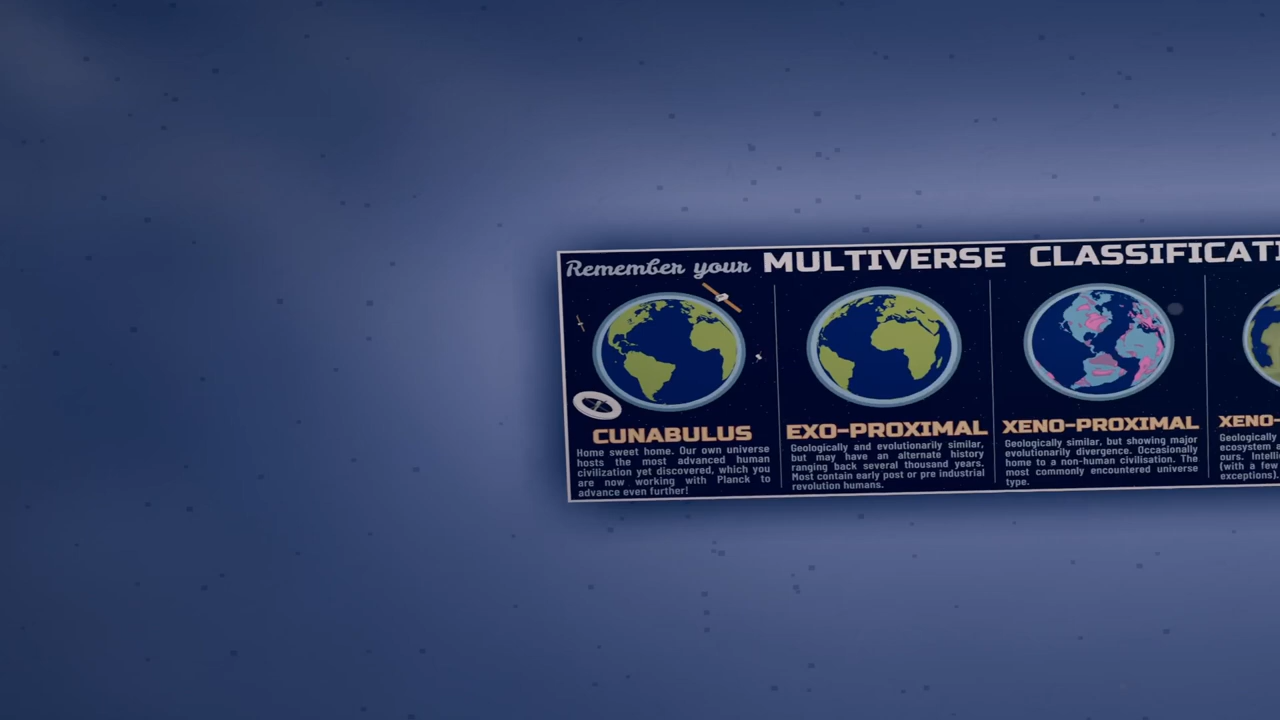 Remember your MULTIVERSE CLASSIFICATI
CUNABULUS
Home sweet home. Our own universe
hosts the most advanced human
civilization yet discovered, which you
are now working with Planck to
advance even further!
EXO-PROXIMAL
Geologically and evolutionarily similar,
but may have an alternate history
ranging back several thousand years.
Most contain early post or pre industrial
revolution humans.
XENO-PROXIMAL
Geologically similar, but showing major
evolutionary divergence. Occasionally
home to a non-human civilisation. The
most commonly encountered universe
type.
XENO-
Geologically
ecosystem a
ours. Intelli
(with a few
exceptions).